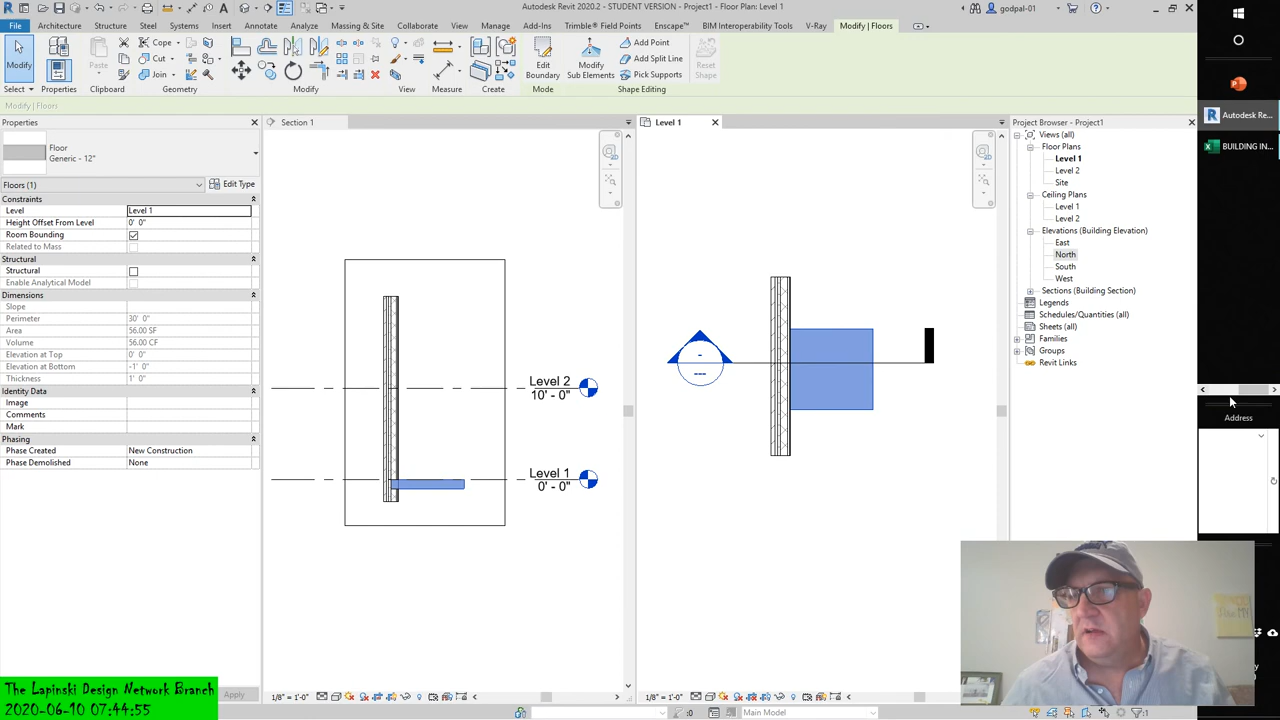 Autodesk Revit 2020.2 - STUDENT VERSION - Project1 - Floor Plan: Level 1
godpal-01
File Architecture Structure Steel Systems Insert Annotate Analyze Massing & Site Collaborate View Manage Add-Ins Trimble® Field Points Enscape™ BIM Interoperability Tools V-Ray Modify | Floors
Cope Add Point
Cut Add Split Line
Join Pick Supports
Modify Paste Edit Boundary Modify Sub Elements Reset Shape
Select Properties Clipboard Geometry Modify View Measure Create Mode Shape Editing
Modify | Floors
Properties
Floor
Generic - 12"
Floors (1) Edit Type
Constraints
Level Level 1
Height Offset From Level 0' 0"
Room Bounding
Related to Mass
Structural
Structural
Enable Analytical Model
Dimensions
Slope
Perimeter 30' 0"
Area 56.00 SF
Volume 56.00 CF
Elevation at Top 0' 0"
Elevation at Bottom -1' 0"
Thickness 1' 0"
Identity Data
Image
Comments
Mark
Phasing
Phase Created New Construction
Phase Demolished None
Apply
Section 1
Level 2
10' - 0"
Level 1
0' - 0"
1/8" = 1'-0"
Level 1
1/8" = 1'-0"
Main Model
:0
:1
Project Browser - Project1
Views (all)
Floor Plans
Level 1
Level 2
Site
Ceiling Plans
Level 1
Level 2
Elevations (Building Elevation)
East
North
South
West
Sections (Building Section)
Legends
Schedules/Quantities (all)
Sheets (all)
Families
Groups
Revit Links
Autodesk Re...
BUILDING IN...
Address
The Lapinski Design Network Branch
2020-06-10 07:44:55